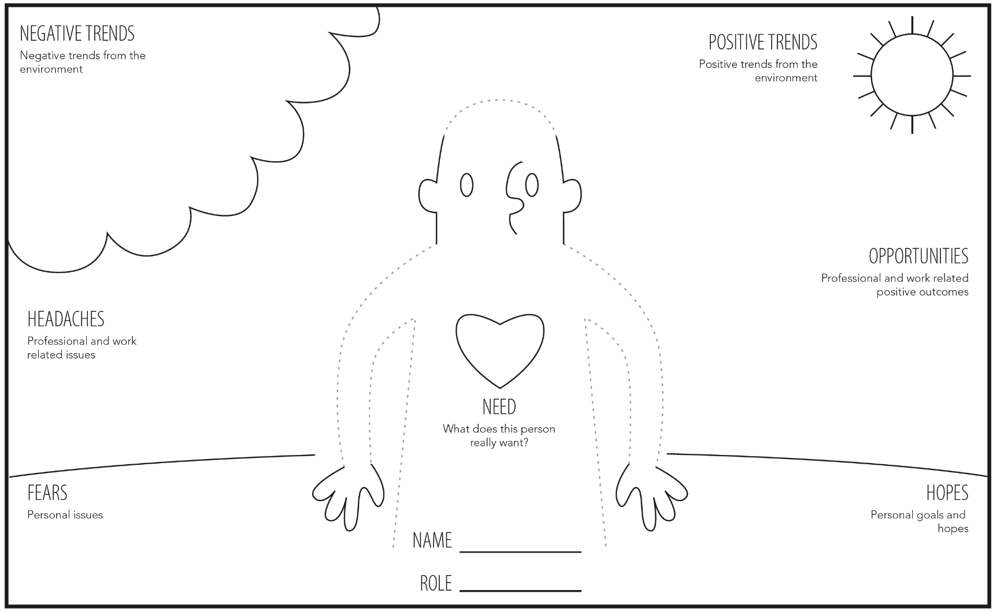 NEGATIVE TRENDS
Negative trends from the
environment
POSITIVE TRENDS
Positive trends from the
environment
HEADACHES
Professional and work
related issues
OPPORTUNITIES
Professional and work related
positive outcomes
NEED
What does this person
really want?
FEARS
Personal issues
HOPES
Personal goals and
hopes
NAME
ROLE